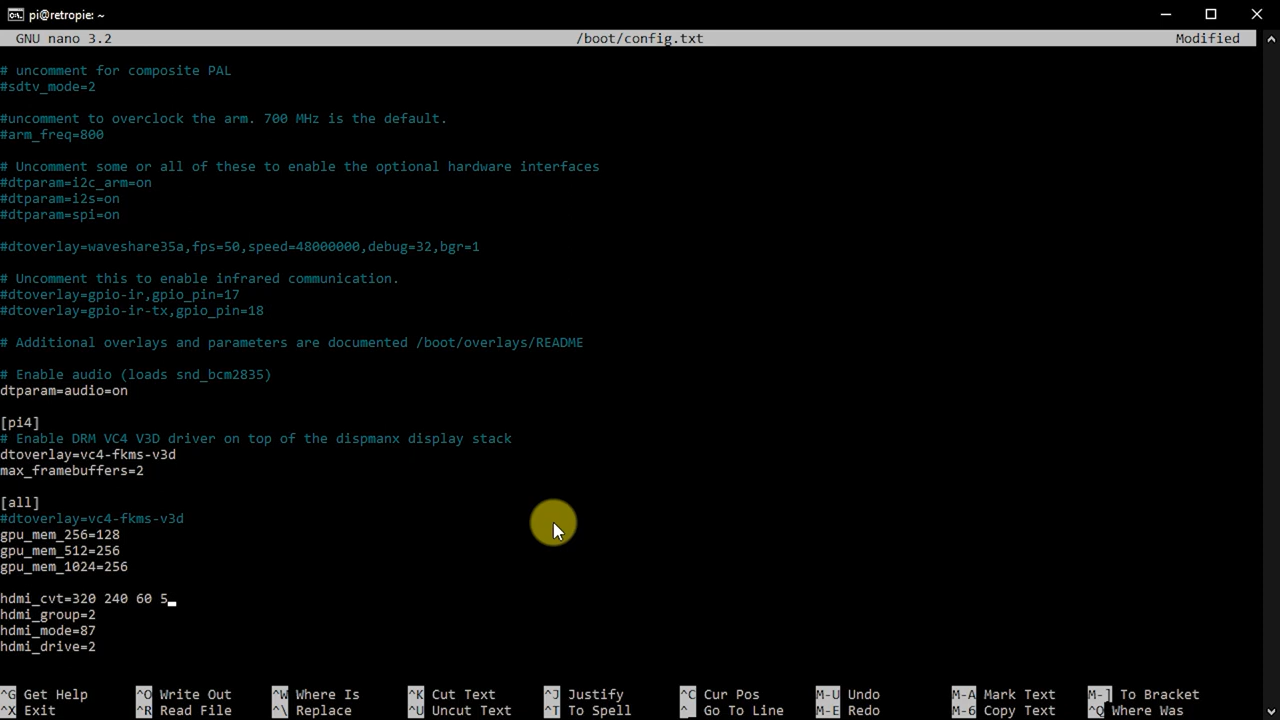 pi@retropie: ~
GNU nano 3.2 /boot/config.txt Modified
# uncomment for composite PAL
#sdtv_mode=2
#uncomment to overclock the arm. 700 MHz is the default.
#arm_freq=800
# Uncomment some or all of these to enable the optional hardware interfaces
#dtparam=i2c_arm=on
#dtparam=i2s=on
#dtparam=spi=on
#dtoverlay=waveshare35a,fps=50,speed=48000000,debug=32,bgr=1
# Uncomment this to enable infrared communication.
#dtoverlay=gpio-ir,gpio_pin=17
#dtoverlay=gpio-ir-tx,gpio_pin=18
# Additional overlays and parameters are documented /boot/overlays/README
# Enable audio (loads snd_bcm2835)
dtparam=audio=on
[pi4]
# Enable DRM VC4 V3D driver on top of the dispmanx display stack
dtoverlay=vc4-fkms-v3d
max_framebuffers=2
[all]
#dtoverlay=vc4-fkms-v3d
gpu_mem_256=128
gpu_mem_512=256
gpu_mem_1024=256
hdmi_cvt=320 240 60 5
hdmi_group=2
hdmi_mode=87
hdmi_drive=2
^G Get Help ^O Write Out ^W Where Is ^K Cut Text ^J Justify ^C Cur Pos M-U Undo M-A Mark Text M-] To Bracket
^X Exit ^R Read File ^\ Replace ^U Uncut Text ^T To Spell ^_ Go To Line M-E Redo M-6 Copy Text ^Q Where Was